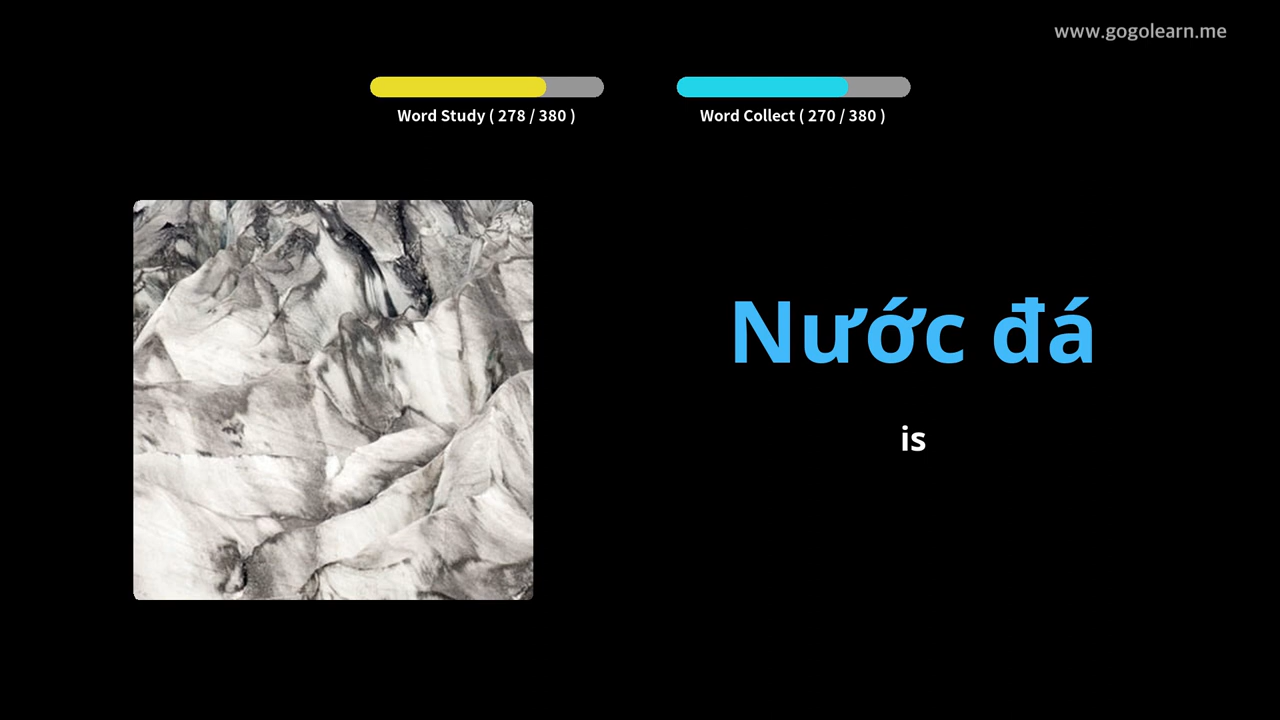 www.gogolearn.me
Word Study ( 278 / 380 )
Word Collect ( 270 / 380 )
Nước đá
is